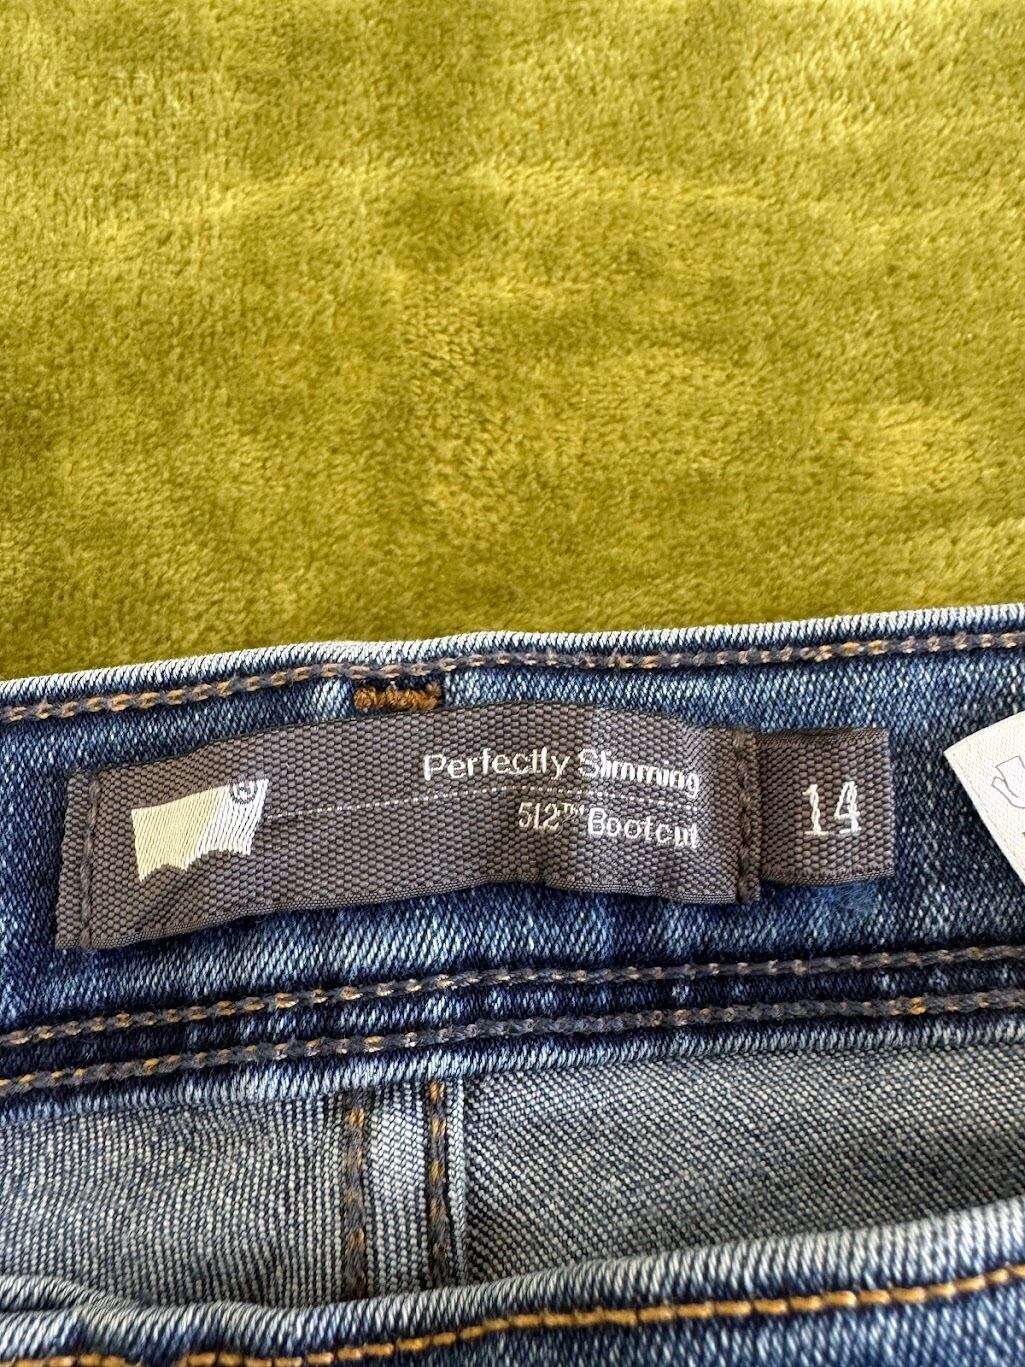 Perfectly Slimming
512™ Bootcut
14
®